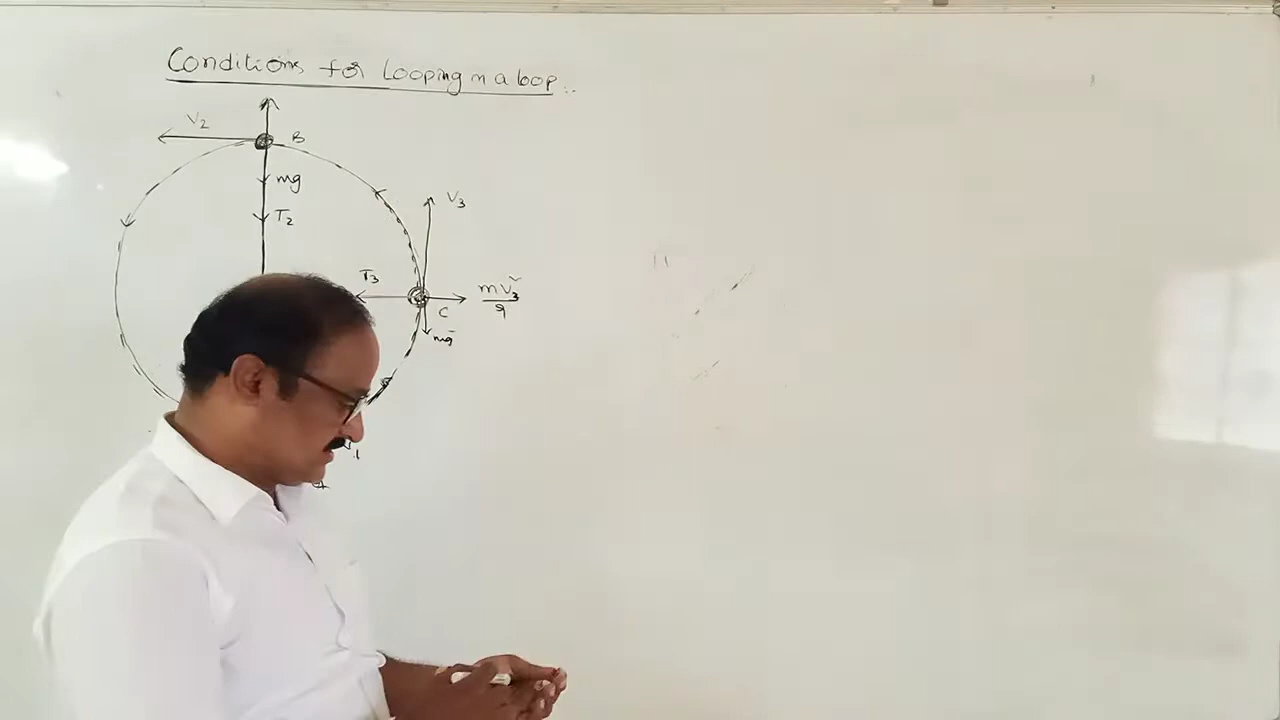 Conditions for Looping in a loop..
V2
B
mg
V3
T2
T3
mv3²
r
C
mg